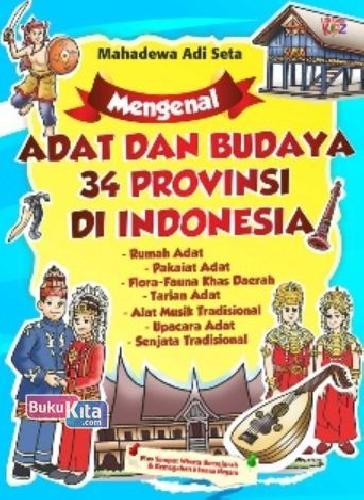 Mahadewa Adi Seta
Mengenal
ADAT DAN BUDAYA
34 PROVINSI
DI INDONESIA
- Rumah Adat
- Pakaiat Adat
- Flora-Fauna Khas Daerah
- Tarian Adat
- Alat Musik Tradisional
- Upacara Adat
- Senjata Tradisional
BukuKita
.com